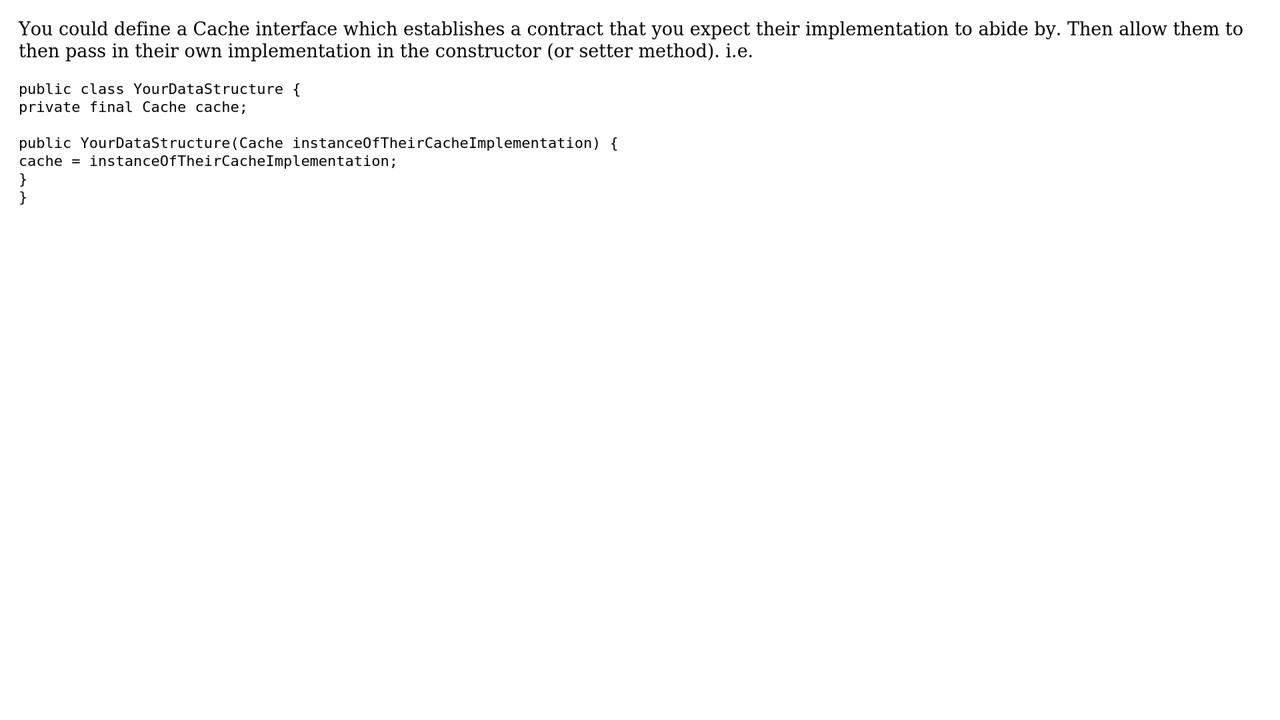 You could define a Cache interface which establishes a contract that you expect their implementation to abide by. Then allow them to
then pass in their own implementation in the constructor (or setter method). i.e.
public class YourDataStructure {
private final Cache cache;
public YourDataStructure(Cache instanceOfTheirCacheImplementation) {
cache = instanceOfTheirCacheImplementation;
}
}